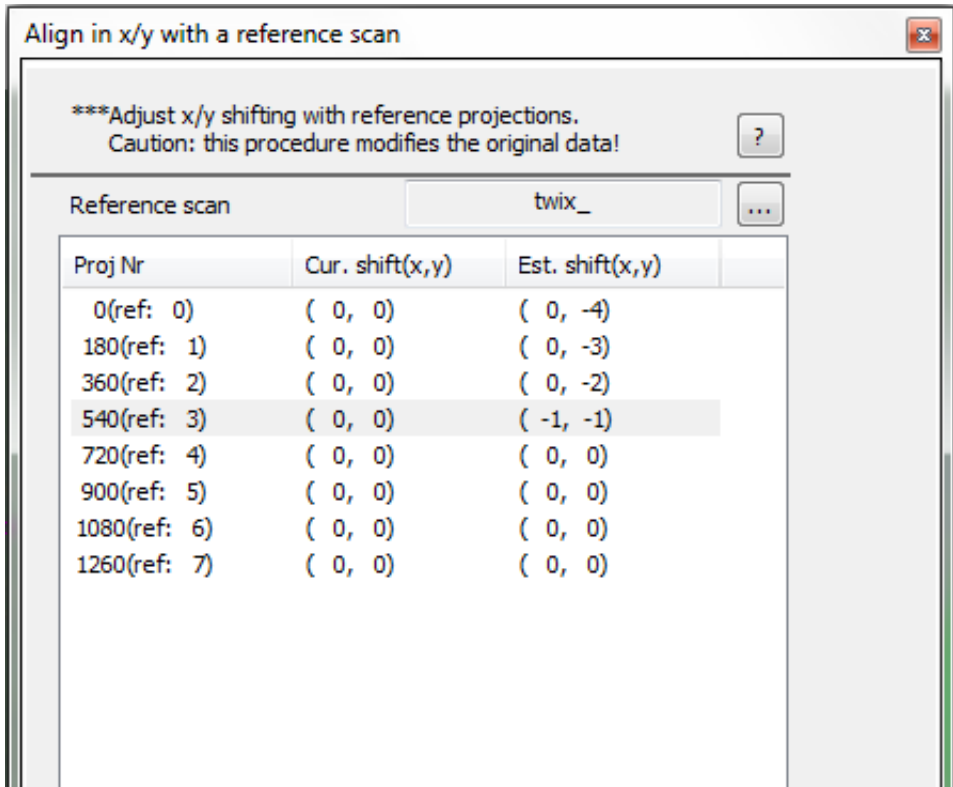 Align in x/y with a reference scan
***Adjust x/y shifting with reference projections.
Caution: this procedure modifies the original data!
?
Reference scan twix_ ...
Proj Nr Cur. shift(x,y) Est. shift(x,y)
0(ref: 0) ( 0, 0) ( 0, -4)
180(ref: 1) ( 0, 0) ( 0, -3)
360(ref: 2) ( 0, 0) ( 0, -2)
540(ref: 3) ( 0, 0) ( -1, -1)
720(ref: 4) ( 0, 0) ( 0, 0)
900(ref: 5) ( 0, 0) ( 0, 0)
1080(ref: 6) ( 0, 0) ( 0, 0)
1260(ref: 7) ( 0, 0) ( 0, 0)